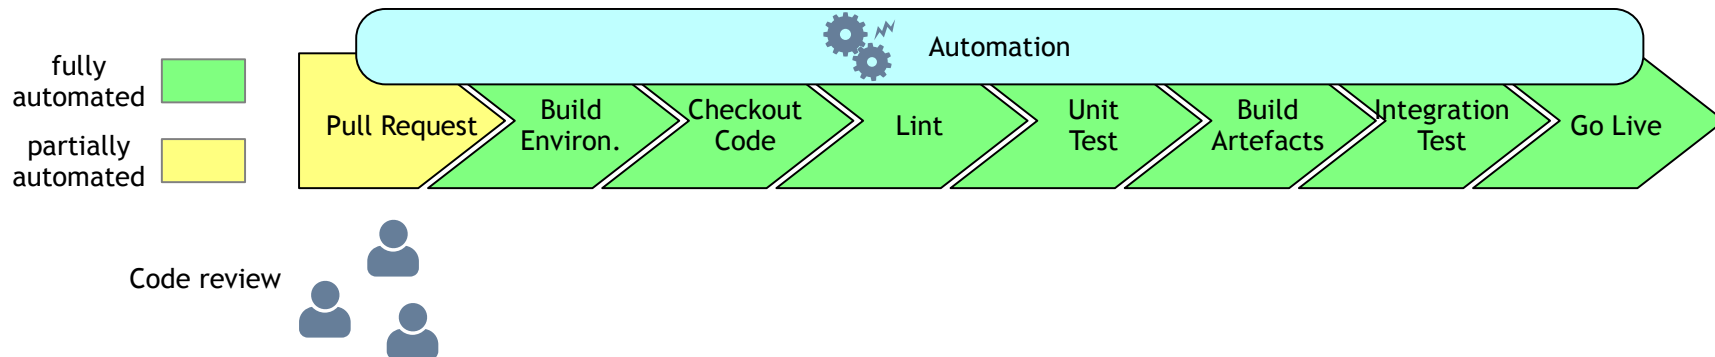 Automation
fully
automated
partially
automated
Pull Request
Build
Environ.
Checkout
Code
Lint
Unit
Test
Build
Artefacts
Integration
Test
Go Live
Code review